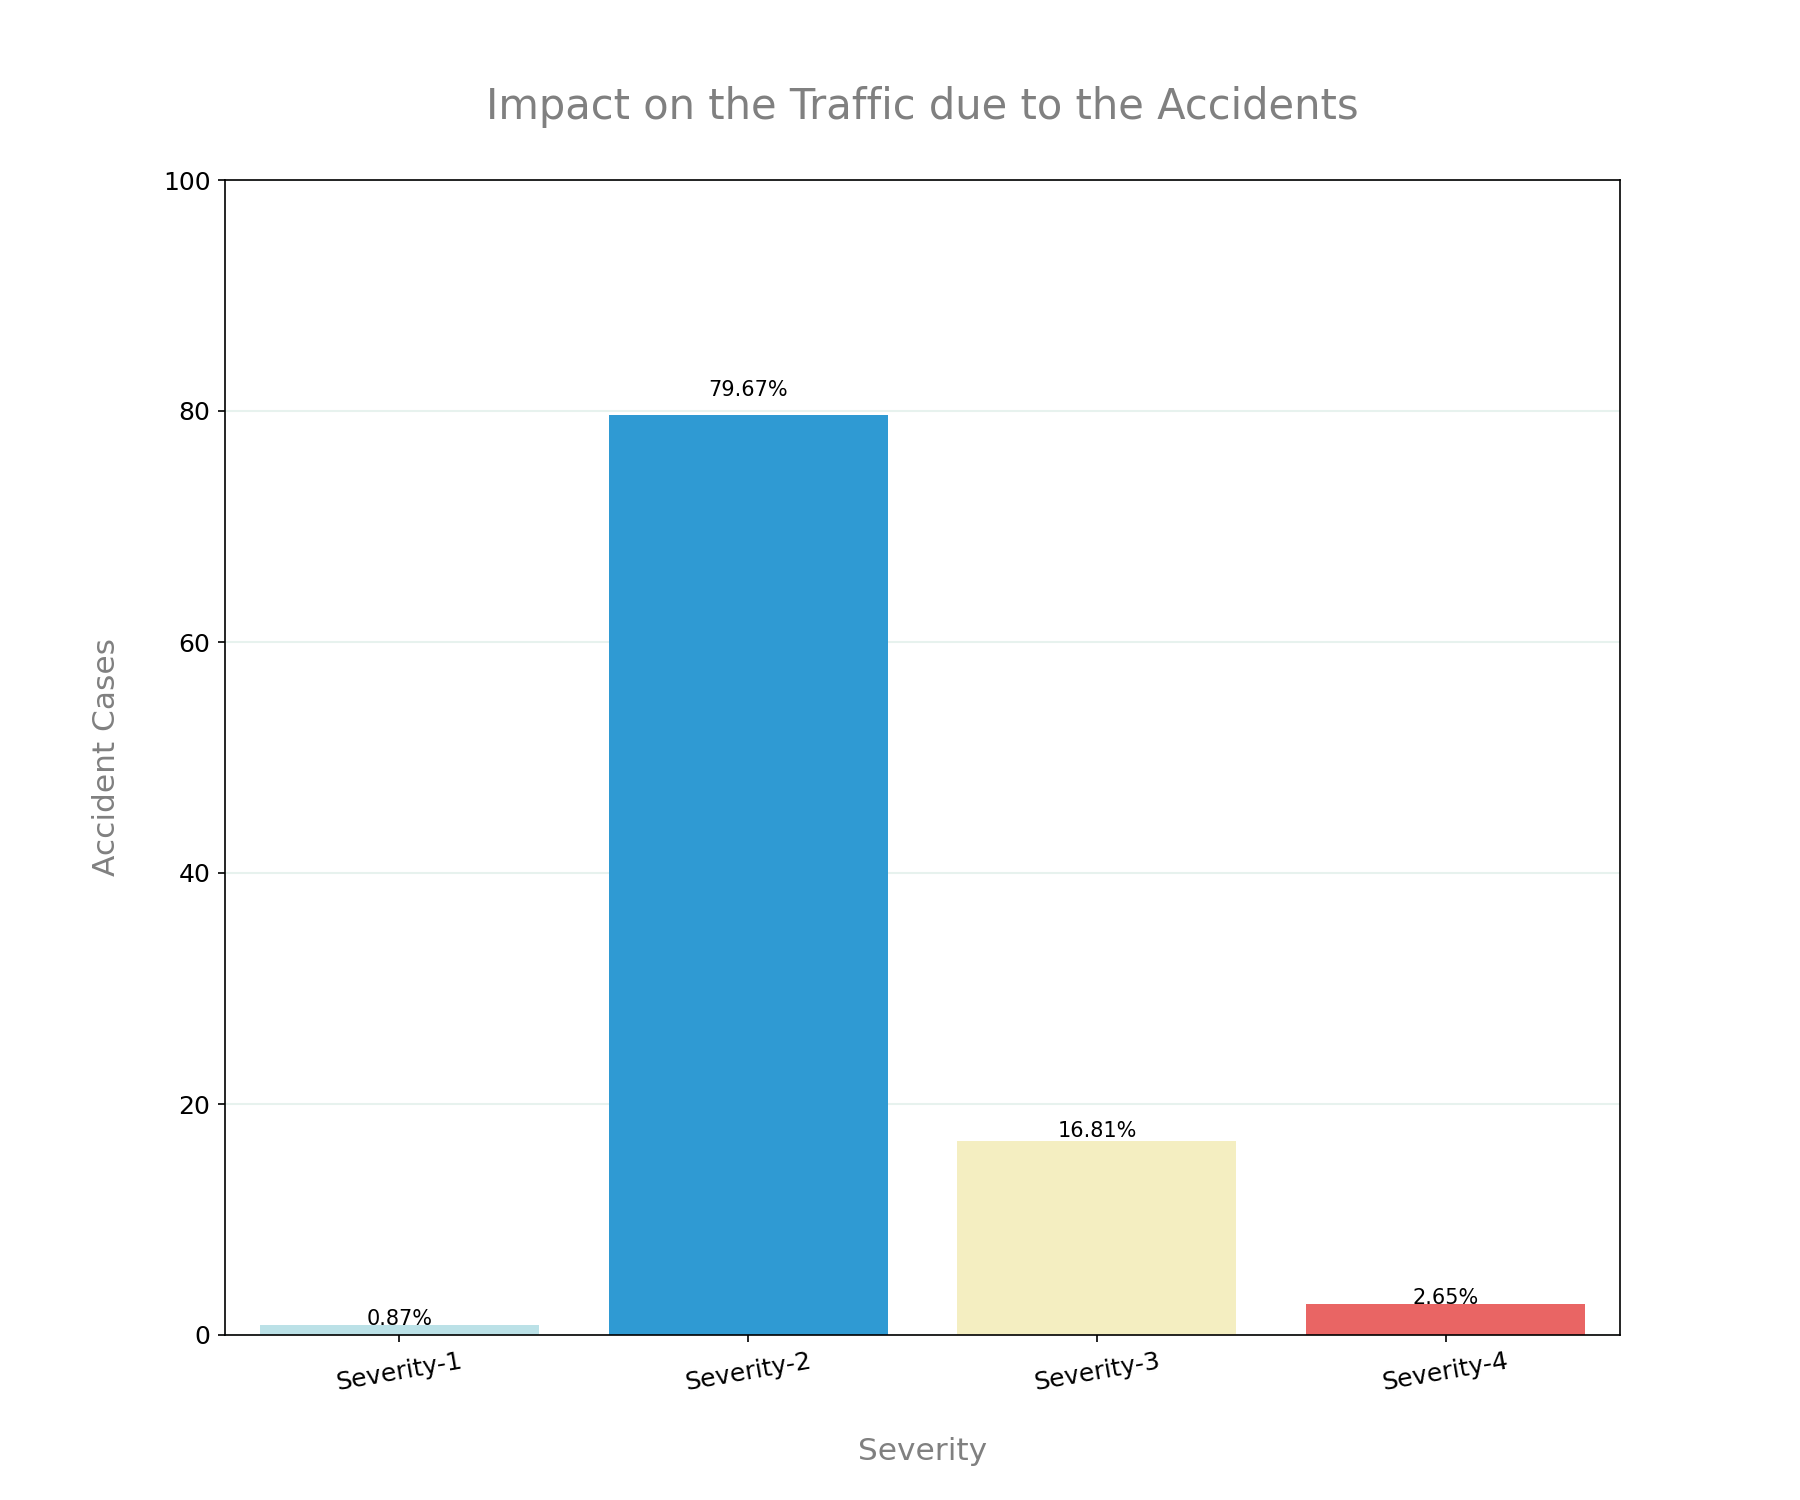 Impact on the Traffic due to the Accidents
100
80
60
40
20
0
Accident Cases
79.67%
16.81%
2.65%
0.87%
Severity-1
Severity-2
Severity-3
Severity-4
Severity